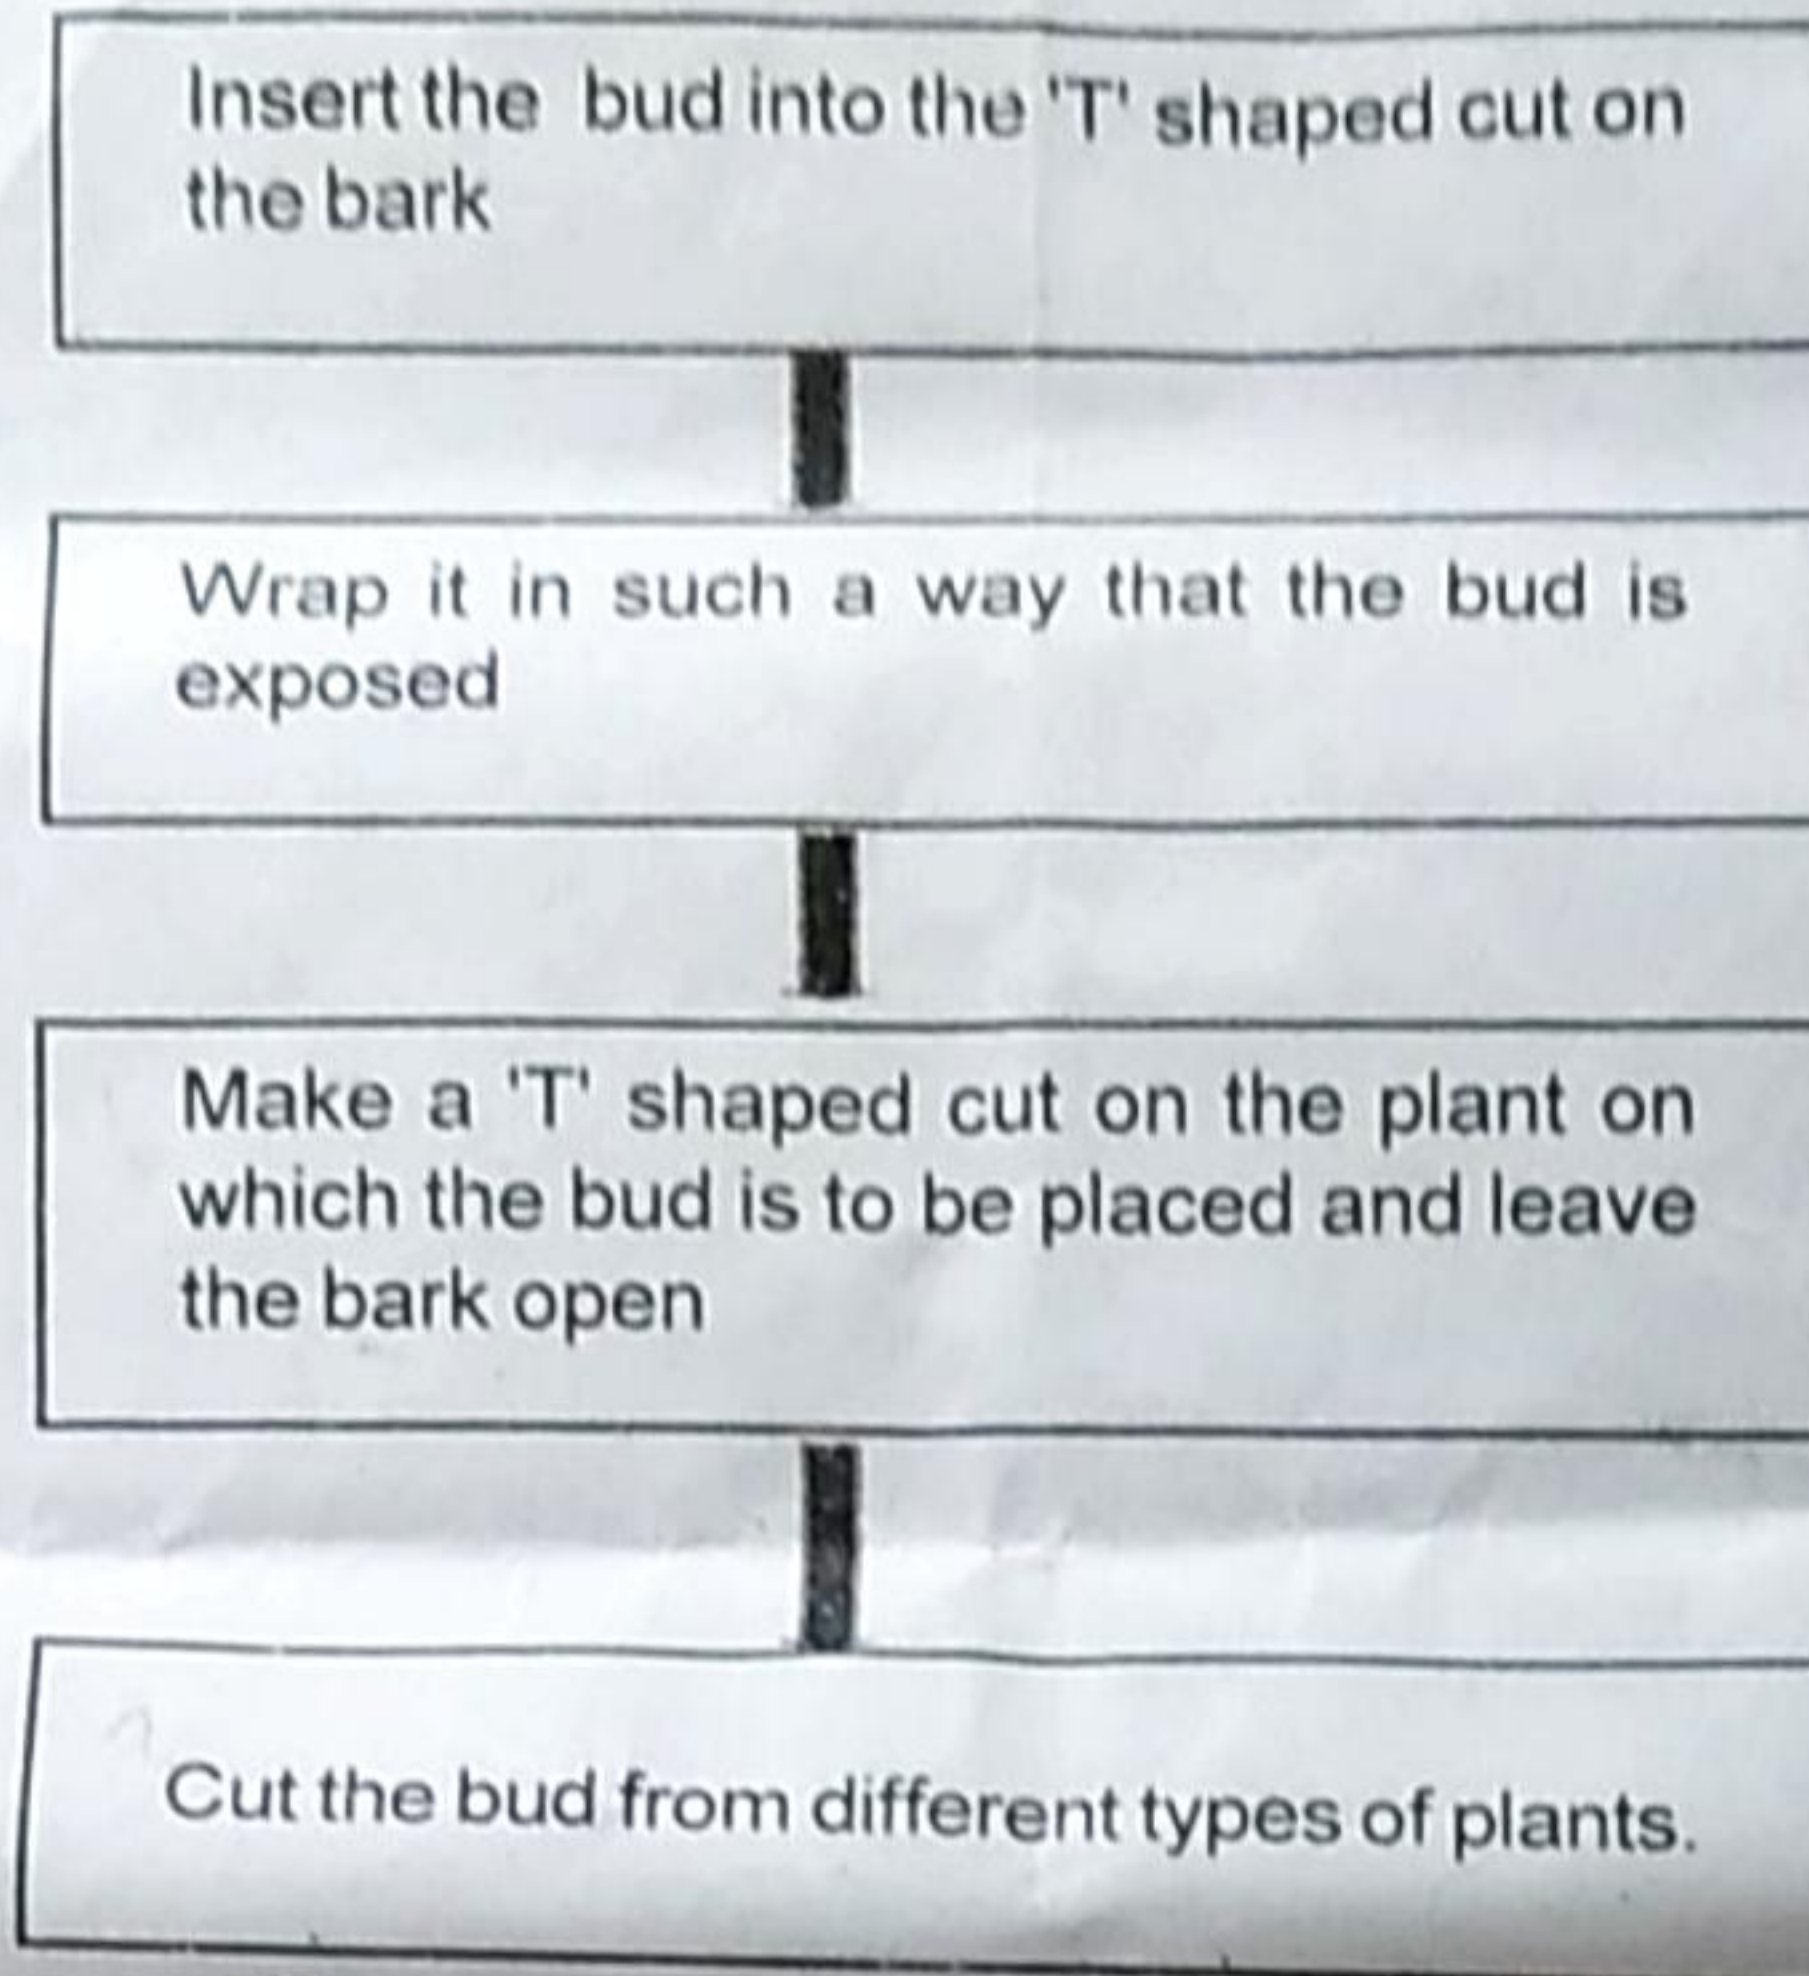 Insert the bud into the 'T' shaped cut on
the bark
Wrap it in such a way that the bud is
exposed
Make a 'T' shaped cut on the plant on
which the bud is to be placed and leave
the bark open
Cut the bud from different types of plants.